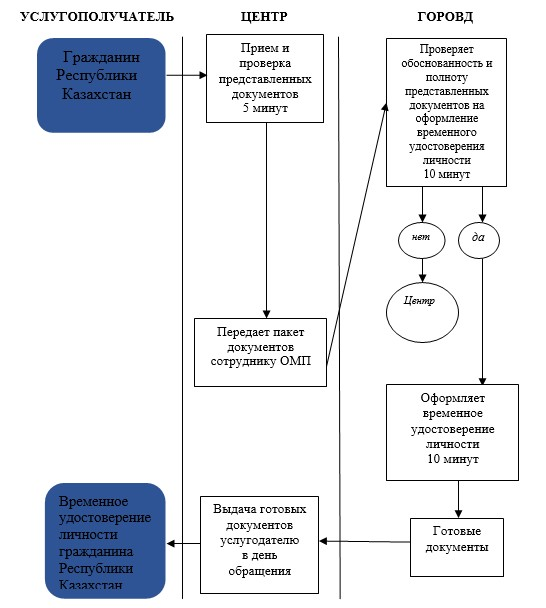 УСЛУГОПОЛУЧАТЕЛЬ
ЦЕНТР
ГОРОВД
Гражданин
Республики
Казахстан
Прием и
проверка
представленных
документов
5 минут
Проверяет
обоснованность и
полноту
представленных
документов на
оформление
временного
удостоверения
личности
10 минут
нет
да
Центр
Передает пакет
документов
сотруднику ОМП
Оформляет
временное
удостоверение
личности
10 минут
Временное
удостоверение
личности
гражданина
Республики
Казахстан
Выдача готовых
документов
услугодателю
в день
обращения
Готовые
документы